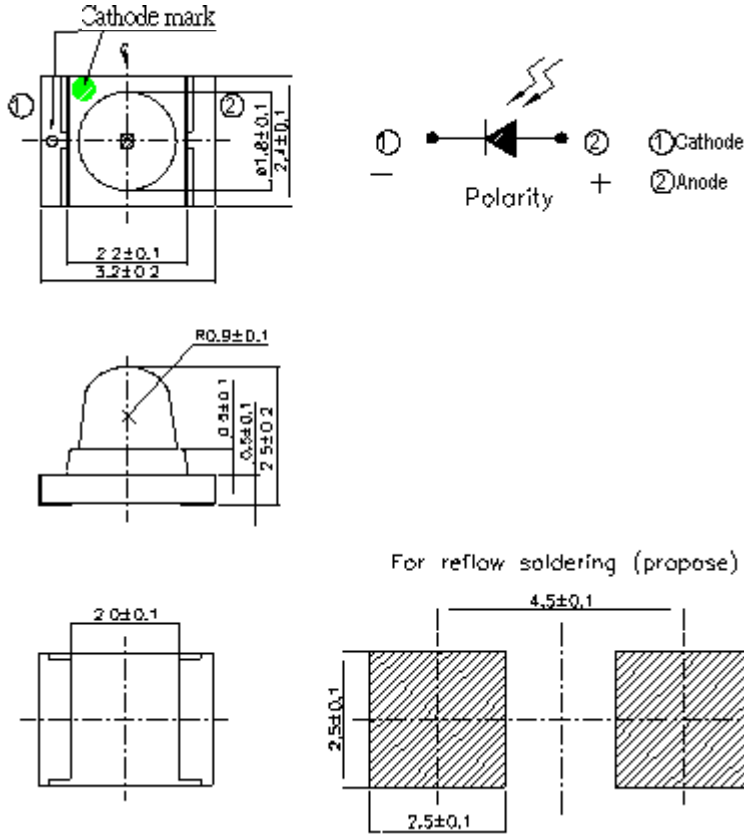 Cathode mark
①
②
ø1.8±0.1
2.4±0.1
2.2±0.1
3.2±0.2
①
②
−
+
Polarity
①Cathode
②Anode
R0.9±0.1
0.5±0.1
0.5±0.1
2.5±0.2
2.0±0.1
For reflow soldering (propose)
4.5±0.1
2.5±0.1
2.5±0.1